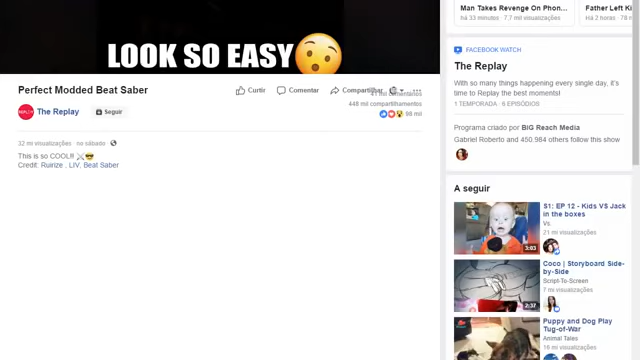 LOOK SO EASY
Perfect Modded Beat Saber
Curtir
Comentar
Compartilhar
mil comentários
448 mil compartilhamentos
98 mil
The Replay
Seguir
32 mi visualizações · no sábado ·
This is so COOL!!
Credit: Ruirize . LIV. Beat Saber
Man Takes Revenge On Phon...
há 33 minutos · 7,7 mil visualizações
Father Left K
Há 2 horas · 78 m
FACEBOOK WATCH
The Replay
With so many things happening every single day, it's
time to Replay the best moments!
1 TEMPORADA · 6 EPISÓDIOS
Programa criado por BIG Reach Media
Gabriel Roberto and 450.984 others follow this show
A seguir
S1: EP 12 - Kids VS Jack
in the boxes
Vs.
21 mi visualizações
3:03
Coco | Storyboard Side-
by-Side
Script-To-Screen
7 mi visualizações
2:37
Puppy and Dog Play
Tug-of-War
Animal Tales
16 mi visualizações